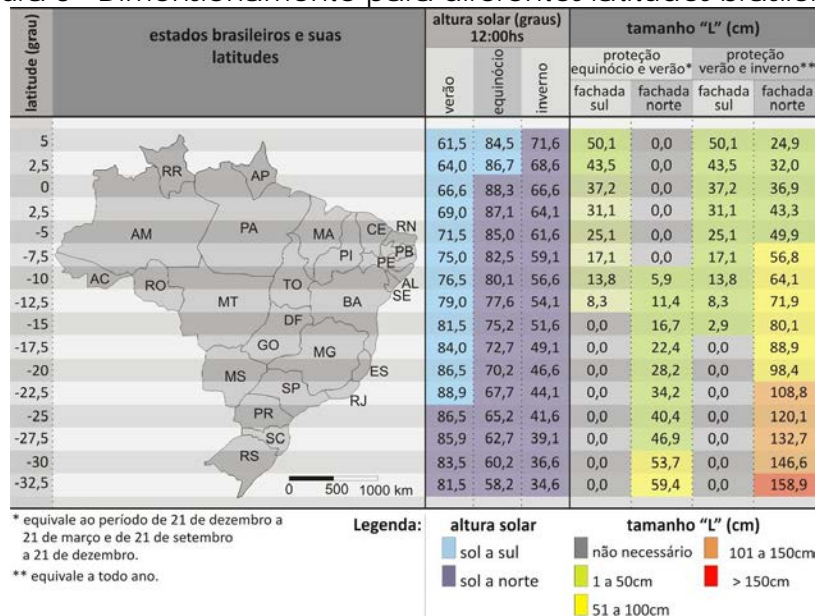 Dimensionamento para diferentes latitudes
latitude (grau)
estados brasileiros e suas
latitudes
altura solar (graus)
12:00hs
verão
equinócio
inverno
tamanho “L” (cm)
proteção
equinócio e verão*
proteção
verão e inverno**
fachada
sul
fachada
norte
fachada
sul
fachada
norte
5 61,5 84,5 71,6 50,1 0,0 50,1 24,9
2,5 64,0 86,7 68,6 43,5 0,0 43,5 32,0
0 66,6 88,3 66,6 37,2 0,0 37,2 36,9
2,5 69,0 87,1 64,1 31,1 0,0 31,1 43,3
-5 71,5 85,0 61,6 25,1 0,0 25,1 49,9
-7,5 75,0 82,5 59,1 17,1 0,0 17,1 56,8
-10 76,5 80,1 56,6 13,8 5,9 13,8 64,1
-12,5 79,0 77,6 54,1 8,3 11,4 8,3 71,9
-15 81,5 75,2 51,6 0,0 16,7 2,9 80,1
-17,5 84,0 72,7 49,1 0,0 22,4 0,0 88,9
-20 86,5 70,2 46,6 0,0 28,2 0,0 98,4
-22,5 88,9 67,7 44,1 0,0 34,2 0,0 108,8
-25 86,5 65,2 41,6 0,0 40,4 0,0 120,1
-27,5 85,9 62,7 39,1 0,0 46,9 0,0 132,7
-30 83,5 60,2 36,6 0,0 53,7 0,0 146,6
-32,5 81,5 58,2 34,6 0,0 59,4 0,0 158,9
RR AP
AM PA MA CE RN
PI PB
PE
AC RO TO AL
SE
MT BA
DF
GO MG
MS ES
SP RJ
PR
SC
RS
0 500 1000 km
* equivale ao período de 21 de dezembro a
21 de março e de 21 de setembro
a 21 de dezembro.
** equivale a todo ano.
Legenda:
altura solar
sol a sul
sol a norte
tamanho “L” (cm)
não necessário
1 a 50cm
51 a 100cm
101 a 150cm
> 150cm